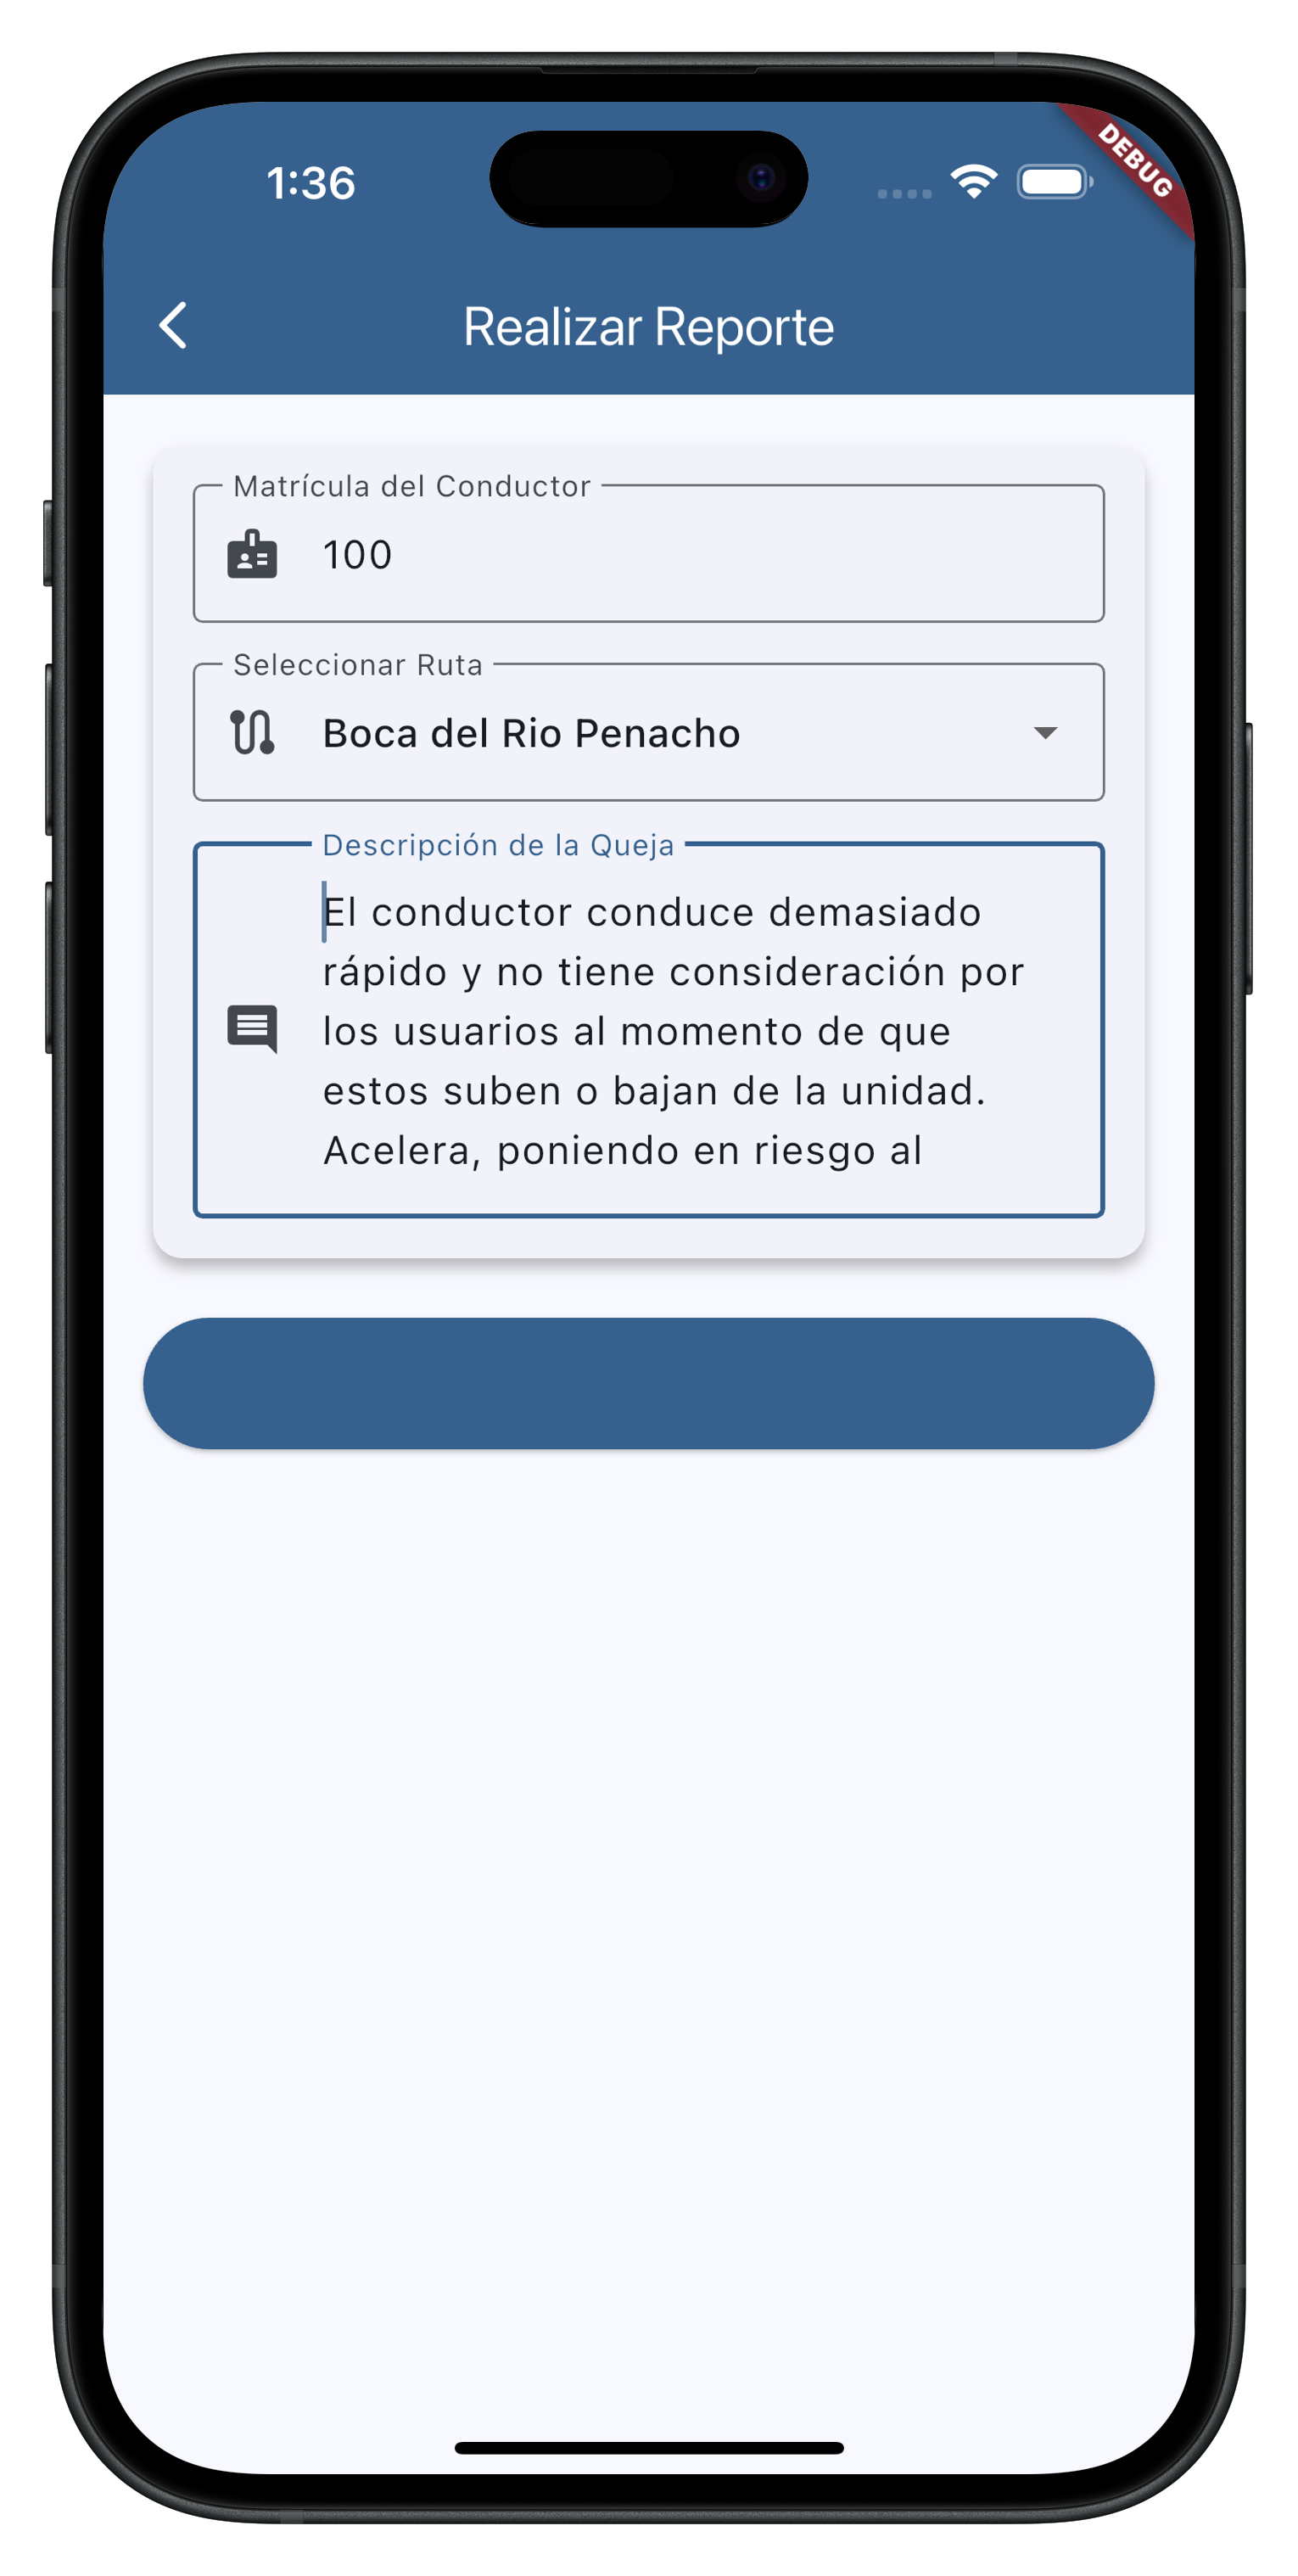 1:36
DEBUG
Realizar Reporte
Matrícula del Conductor
100
Seleccionar Ruta
Boca del Rio Penacho
Descripción de la Queja
El conductor conduce demasiado
rápido y no tiene consideración por
los usuarios al momento de que
estos suben o bajan de la unidad.
Acelera, poniendo en riesgo al